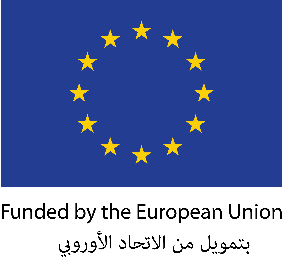 Funded by the European Union
بتمويل من الاتحاد الأوروبي